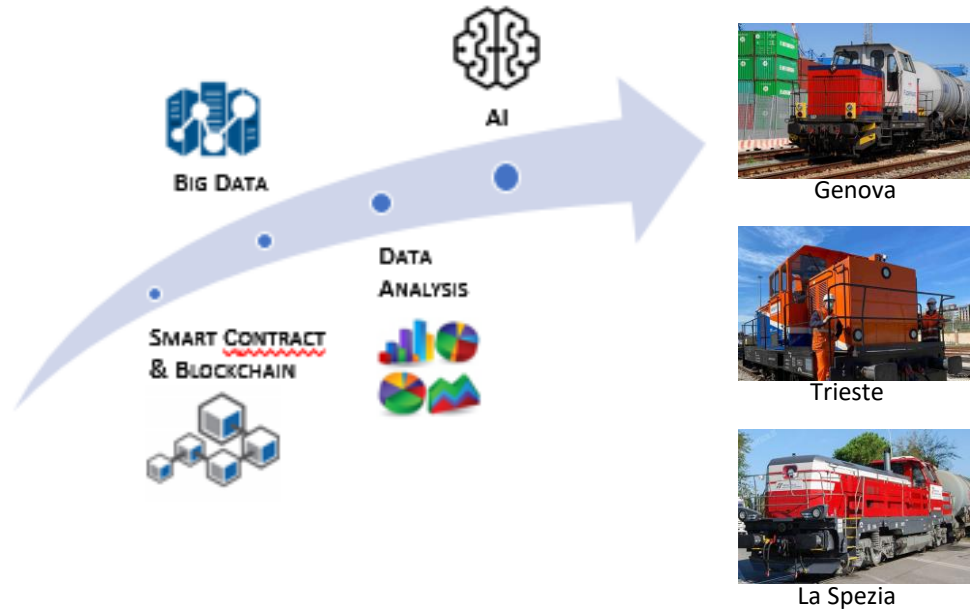 AI
BIG DATA
DATA
ANALYSIS
SMART CONTRACT
& BLOCKCHAIN
Genova
Trieste
La Spezia